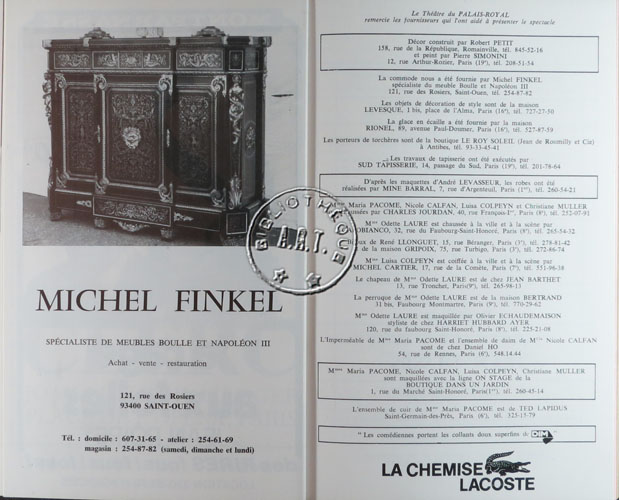 MICHEL FINKEL
SPÉCIALISTE DE MEUBLES BOULLE ET NAPOLÉON III
Achat - vente - restauration
121, rue des Rosiers
93400 SAINT-OUEN
Tél. : domicile : 607-31-65 - atelier : 254-61-69
magasin : 254-87-82 (samedi, dimanche et lundi)
BIBLIOTHÈQUE
A.R.T.
Le Théâtre du PALAIS-ROYAL
remercie les fournisseurs qui l'ont aidé à présenter le spectacle
Décor construit par Robert PETIT
158, rue de la République, Romainville, tél. 845-52-16
et peint par Pierre SIMONINI
12, rue Arthur-Rozier, Paris (19e), tél. 208-51-54
La commode nous a été fournie par Michel FINKEL
spécialiste du meuble Boulle et Napoléon III
121, rue des Rosiers, Saint-Ouen, tél. 254-87-82
Les objets de décoration de style sont de la maison
LEVESQUE, 1 bis, place de l'Alma, Paris (16e), tél. 727-27-50
La glace en écaille a été fournie par la maison
RIONEL, 89, avenue Paul-Doumer, Paris (16e), tél. 527-87-59
Les porteurs de torchères sont de la boutique LE ROY SOLEIL (Jean de Roumilly et Cie)
à Antibes, tél. 93-33-45-41
Les travaux de tapisserie ont été exécutés par
SUD TAPISSERIE, 14, passage du Sud, Paris (19e), tél. 201-78-64
D'après les maquettes d'André LEVASSEUR, les robes ont été
réalisées par MINE BARRAL, 7, rue d'Argenteuil, Paris (1er), tél. 260-54-21
Mmes Maria PACOME, Nicole CALFAN, Luisa COLPEYN et Christiane MULLER
chaussées par CHARLES JOURDAN, 40, rue François-Ier, Paris (8e), tél. 252-07-91
Mme Odette LAURE est chaussée à la ville et à la scène par
OBIANCO, 32, rue du Faubourg-Saint-Honoré, Paris (8e), tél. 265-54-32
Bijoux de René LLONGUET, 15, rue Béranger, Paris (3e), tél. 278-81-42
de la maison GRIPOIX, 75, rue Turbigo, Paris (3e), tél. 272-86-74
Mme Luisa COLPEYN est coiffée à la ville et à la scène par
MICHEL CARTIER, 17, rue de la Comète, Paris (7e), tél. 551-96-38
Le chapeau de Mme Odette LAURE est de chez JEAN BARTHET
13, rue Tronchet, Paris (9e), tél. 265-98-13
La perruque de Mme Odette LAURE est de la maison BERTRAND
31, Faubourg Montmartre, Paris (9e), tél. 770-29-62
Mme Odette LAURE est maquillée par Olivier ECHAUDEMAISON
styliste de chez HARRIET HUBBARD AYER
120, rue du faubourg Saint-Honoré, Paris (8e), tél. 225-21-08
L'Imperméable de Mme Maria PACOME et l'ensemble de daim de Mlle Nicole CALFAN
sont de chez Daniel HO.
54, rue de Rennes, Paris (6e), 548.14.44
Mmes Maria PACOME, Nicole CALFAN, Luisa COLPEYN, Christiane MULLER
sont maquillées avec la ligne ON STAGE de la
BOUTIQUE DANS UN JARDIN
1, rue du Marché Saint-Honoré, Paris (1er), tél. 260-45-14
L'ensemble de cuir de Mme Maria PACOME est de TED LAPIDUS
Saint-Germain-des-Prés, Paris (6e), tél. 325-15-79
"Les comédiennes portent les collants doux superfins de DIM"
LA CHEMISE
LACOSTE